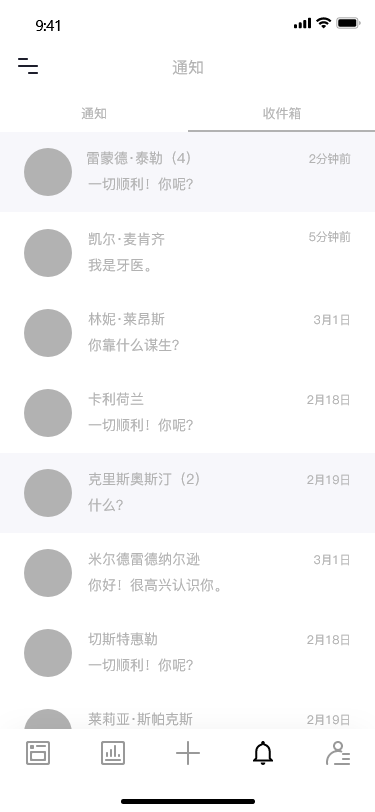 9:41
通知
通知
收件箱
雷蒙德·泰勒（4）
2分钟前
一切顺利！你呢？
凯尔·麦肯齐
5分钟前
我是牙医。
林妮·莱昂斯
3月1日
你靠什么谋生？
卡利荷兰
2月18日
一切顺利！你呢？
克里斯奥斯汀（2）
2月19日
什么？
米尔德雷德纳尔逊
3月1日
你好！很高兴认识你。
切斯特惠勒
2月18日
一切顺利！你呢？
莱莉亚·斯帕克斯
2月19日